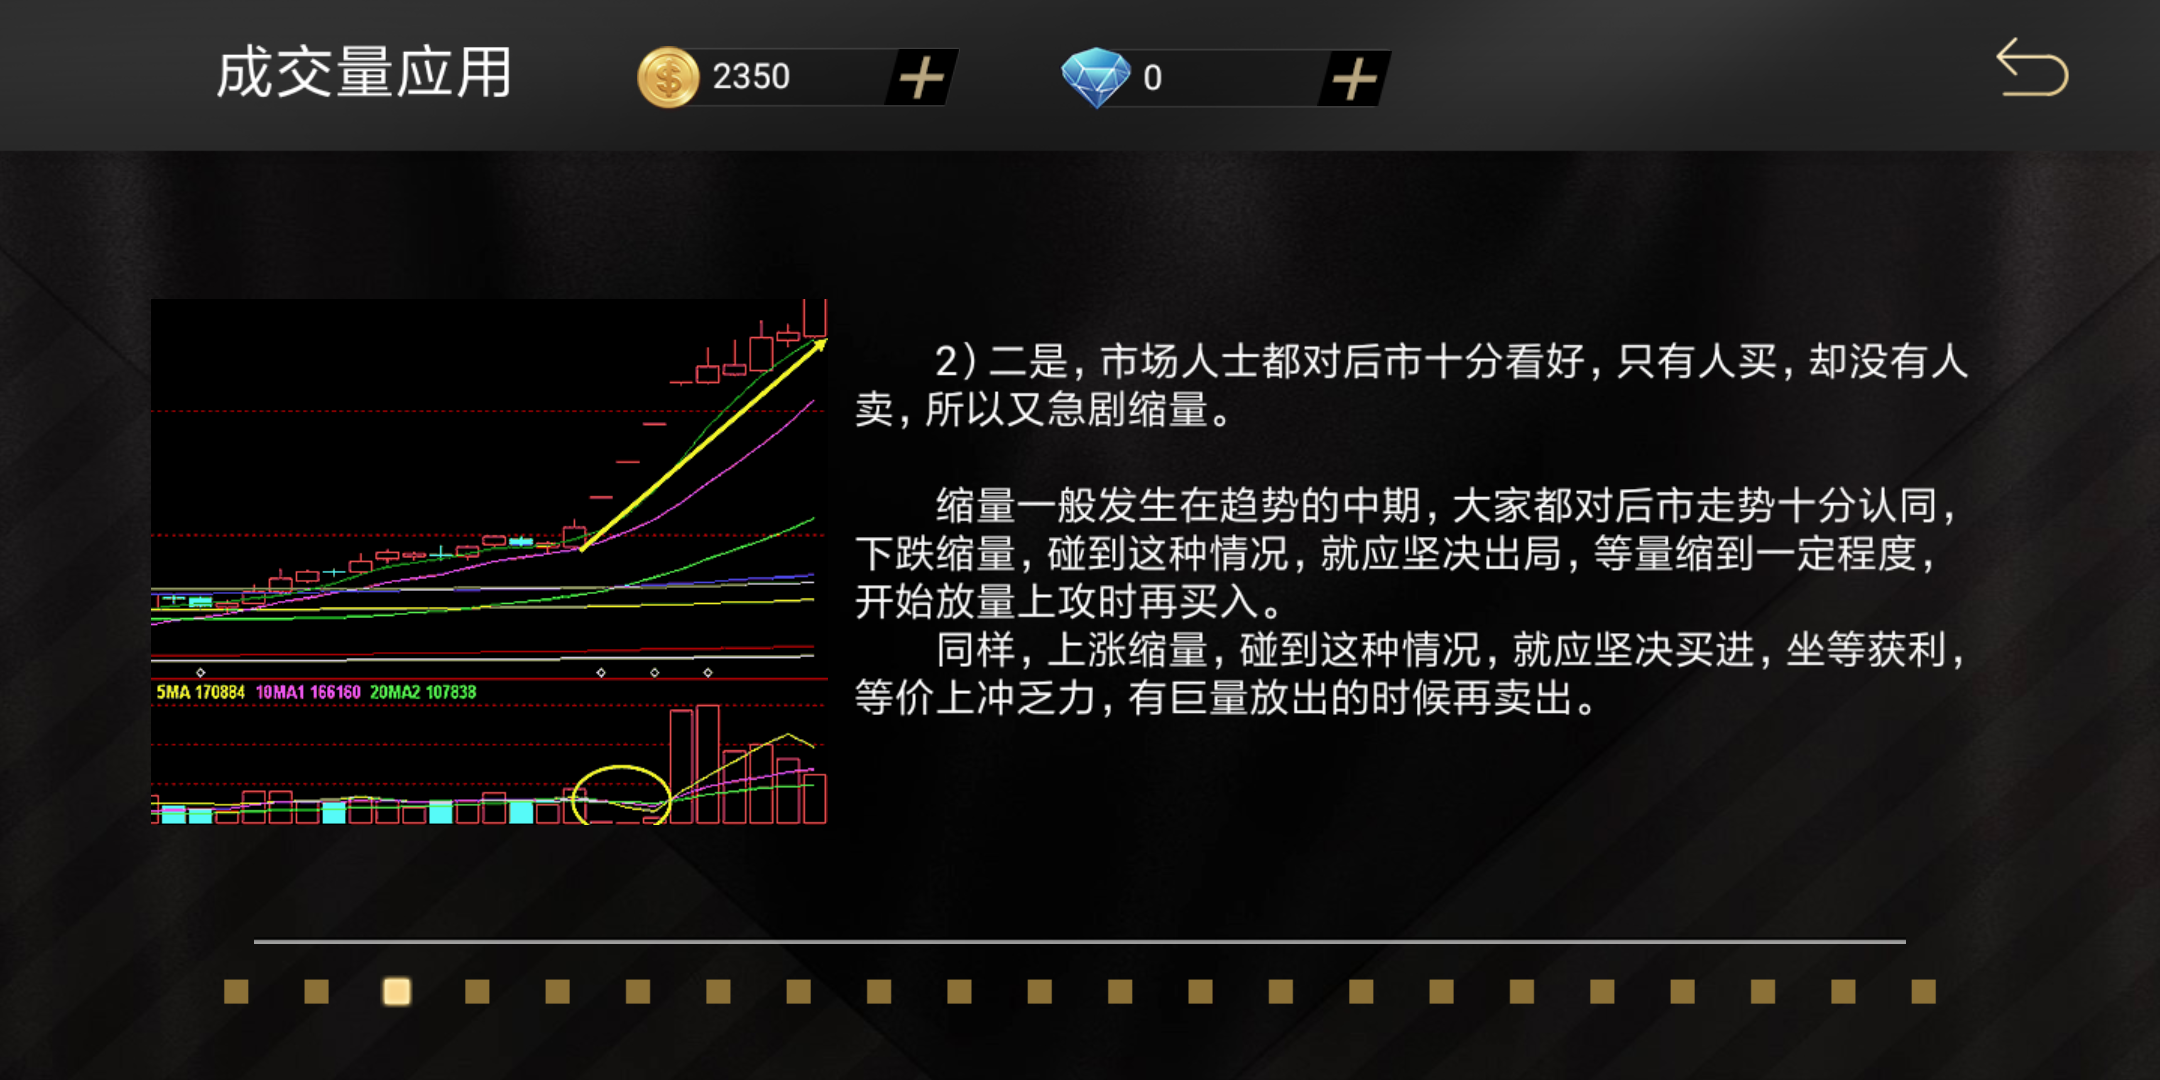 成交量应用
2350
0
2）二是，市场人士都对后市十分看好，只有人买，却没有人
卖，所以又急剧缩量。
缩量一般发生在趋势的中期，大家都对后市走势十分认同，
下跌缩量，碰到这种情况，就应坚决出局，等量缩到一定程度，
开始放量上攻时再买入。
同样，上涨缩量，碰到这种情况，就应坚决买进，坐等获利，
等价上冲乏力，有巨量放出的时候再卖出。
5MA 170884 10MA1 166160 20MA2 107838